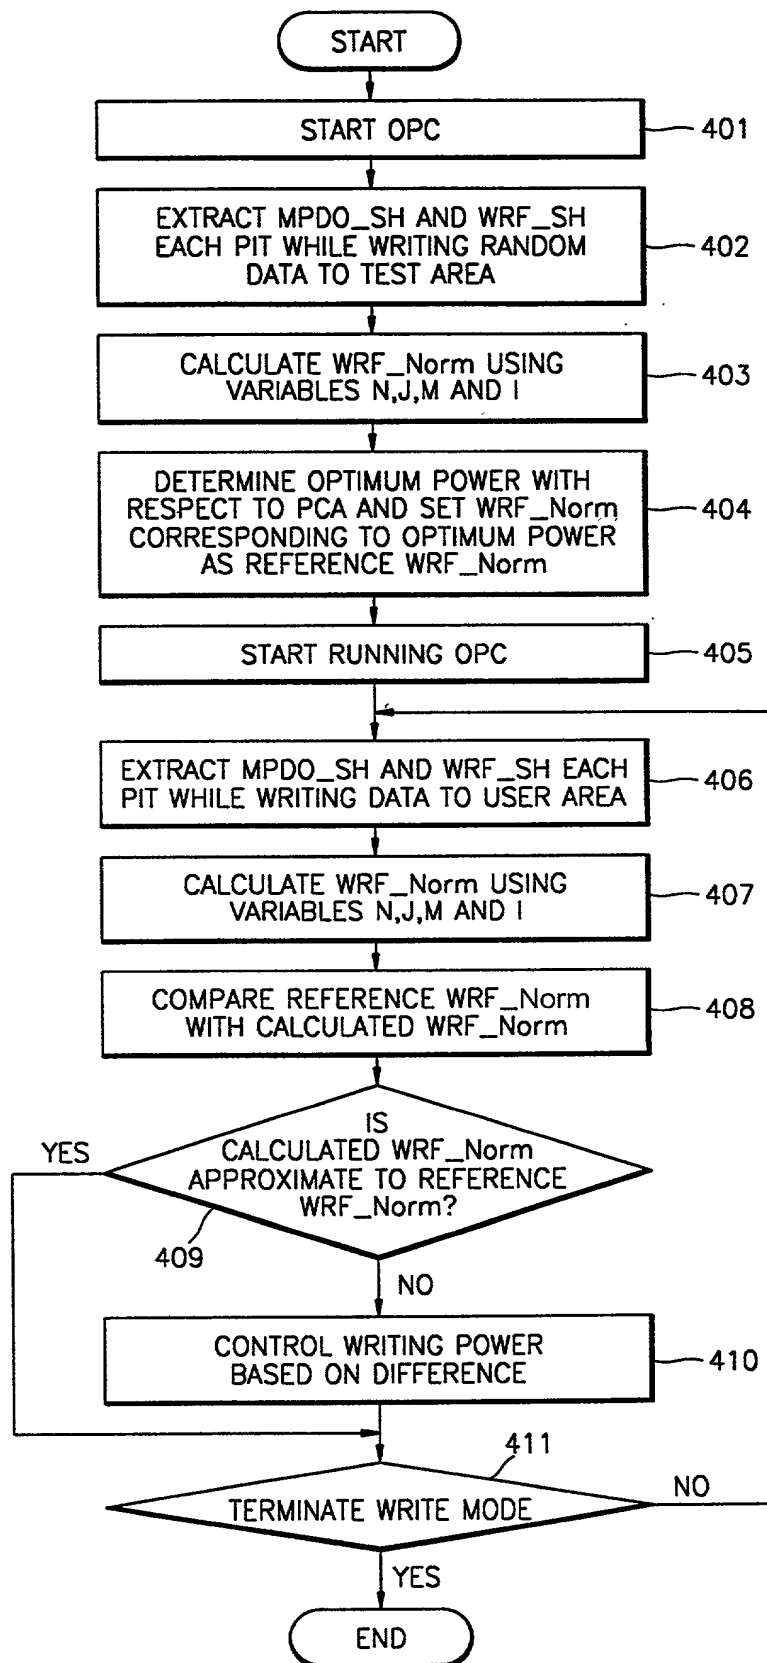 START
START OPC
401
EXTRACT MPDO_SH AND WRF_SH
EACH PIT WHILE WRITING RANDOM
DATA TO TEST AREA
402
CALCULATE WRF_Norm USING
VARIABLES N,J,M AND I
403
DETERMINE OPTIMUM POWER WITH
RESPECT TO PCA AND SET WRF_Norm
CORRESPONDING TO OPTIMUM POWER
AS REFERENCE WRF_Norm
404
START RUNNING OPC
405
EXTRACT MPDO_SH AND WRF_SH EACH
PIT WHILE WRITING DATA TO USER AREA
406
CALCULATE WRF_Norm USING
VARIABLES N,J,M AND I
407
COMPARE REFERENCE WRF_Norm
WITH CALCULATED WRF_Norm
408
IS
CALCULATED WRF_Norm
APPROXIMATE TO REFERENCE
WRF_Norm?
YES
409
NO
CONTROL WRITING POWER
BASED ON DIFFERENCE
410
411
TERMINATE WRITE MODE
NO
YES
END